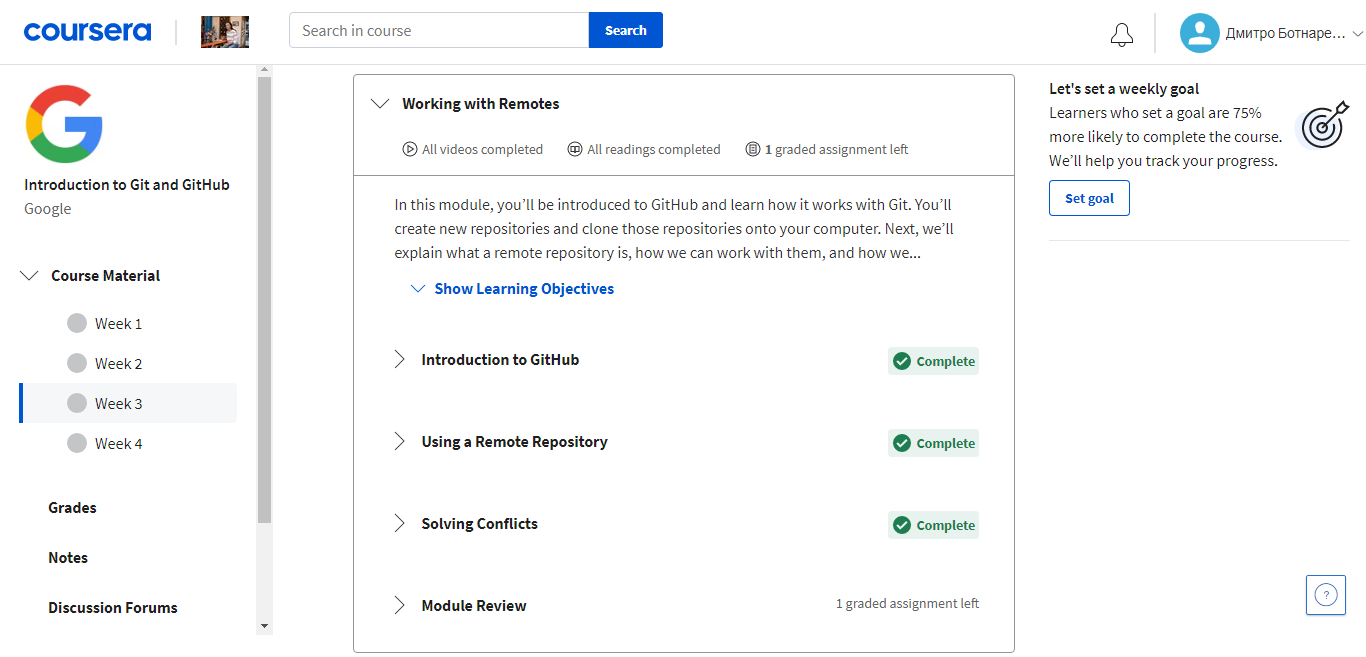 coursera
Search in course
Search
Дмитро Ботнаре...
Introduction to Git and GitHub
Google
Course Material
Week 1
Week 2
Week 3
Week 4
Grades
Notes
Discussion Forums
Working with Remotes
All videos completed
All readings completed
1 graded assignment left
In this module, you’ll be introduced to GitHub and learn how it works with Git. You’ll
create new repositories and clone those repositories onto your computer. Next, we’ll
explain what a remote repository is, how we can work with them, and how we...
Show Learning Objectives
Introduction to GitHub
Complete
Using a Remote Repository
Complete
Solving Conflicts
Complete
Module Review
1 graded assignment left
Let's set a weekly goal
Learners who set a goal are 75%
more likely to complete the course.
We’ll help you track your progress.
Set goal
?